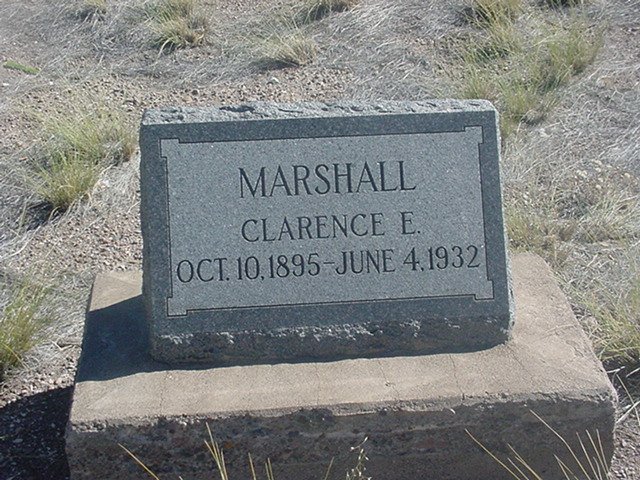 MARSHALL
CLARENCE E.
OCT. 10, 1895-JUNE 4, 1932